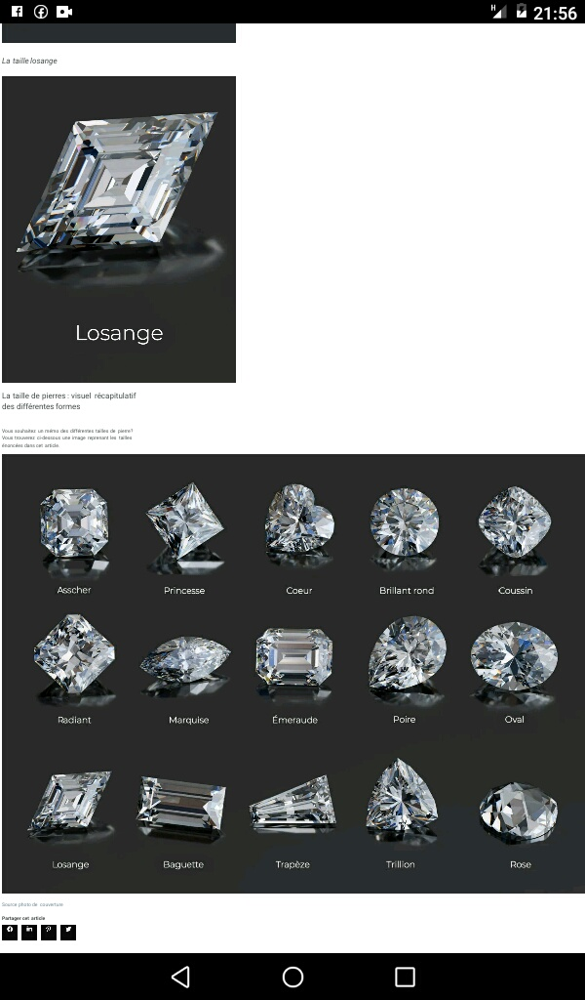 H
21:56
La taille losange
Losange
La taille de pierres : visuel récapitulatif
des différentes formes
Vous souhaitez un mémo des différentes tailles de pierre?
Vous trouverez ci-dessous une image reprenant les tailles
énoncées dans cet article.
Asscher Princesse Coeur Brillant rond Coussin
Radiant Marquise Émeraude Poire Oval
Losange Baguette Trapèze Trillion Rose
Source photo de couverture
Partager cet article